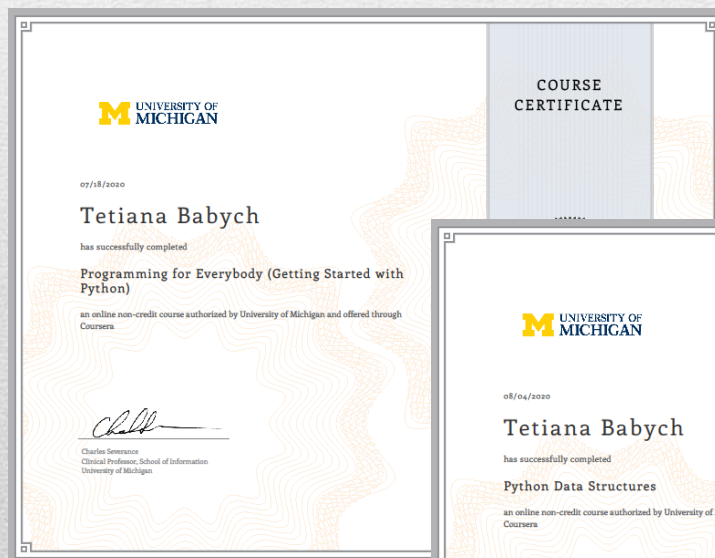 UNIVERSITY OF
MICHIGAN
COURSE
CERTIFICATE
07/18/2020
Tetiana Babych
has successfully completed
Programming for Everybody (Getting Started with
Python)
an online non-credit course authorized by University of Michigan and offered through
Coursera
Charles Severance
Clinical Professor, School of Information
University of Michigan
UNIVERSITY OF
MICHIGAN
08/04/2020
Tetiana Babych
has successfully completed
Python Data Structures
an online non-credit course authorized by University of
Coursera